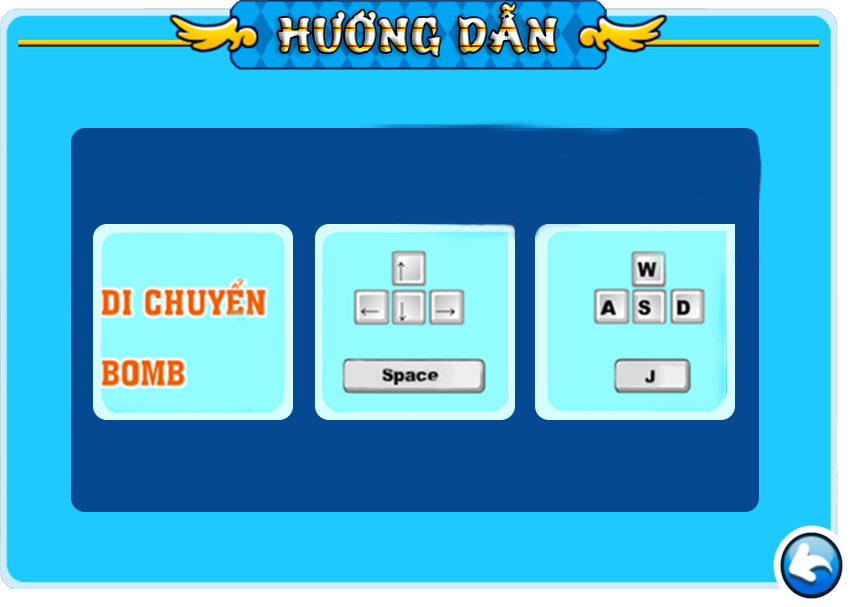 HƯỚNG DẪN
DI CHUYỂN
BOMB
↑
← ↓ →
Space
W
A S D
J